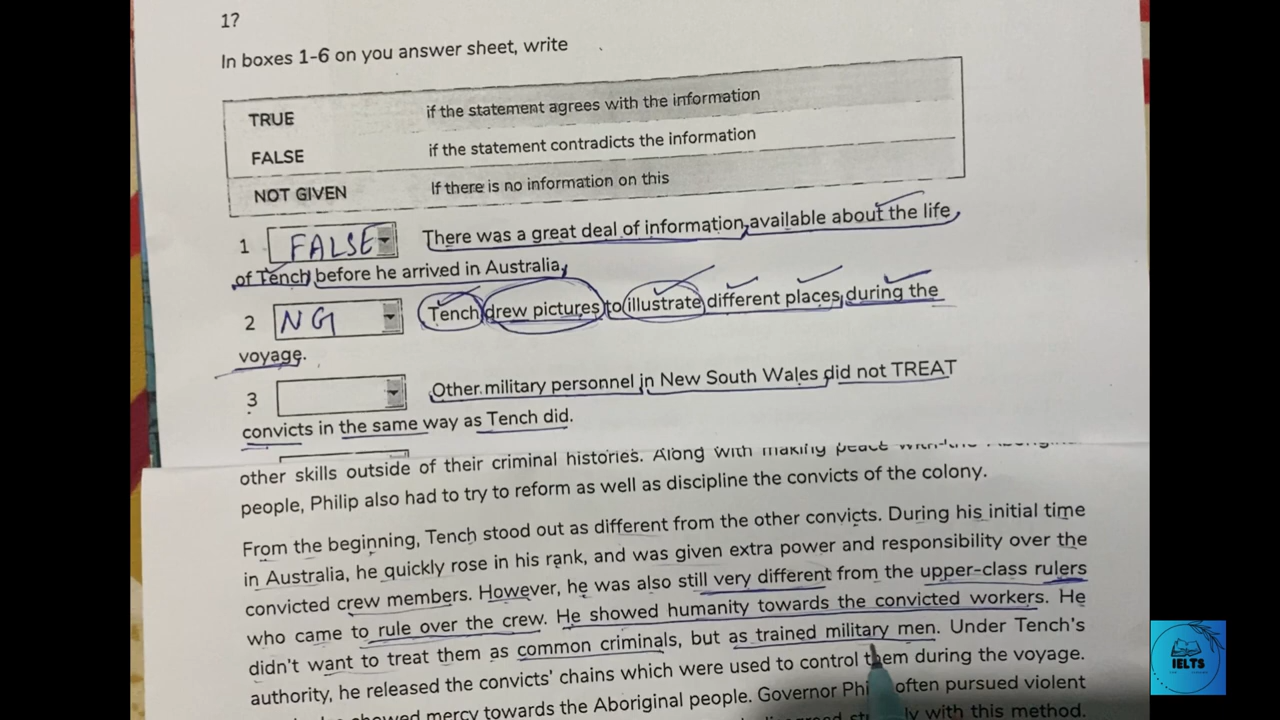 1?
In boxes 1-6 on you answer sheet, write
TRUE if the statement agrees with the information
FALSE if the statement contradicts the information
NOT GIVEN If there is no information on this
1 FALSE There was a great deal of information available about the life
of Tench before he arrived in Australia
2 NG Tench drew pictures to illustrate different places during the
voyage.
3 Other military personnel in New South Wales did not TREAT
convicts in the same way as Tench did.
other skills outside of their criminal histories. Along with making peace with the
people, Philip also had to try to reform as well as discipline the convicts of the colony.
From the beginning, Tench stood out as different from the other convicts. During his initial time
in Australia, he quickly rose in his rank, and was given extra power and responsibility over the
convicted crew members. However, he was also still very different from the upper-class rulers
who came to rule over the crew. He showed humanity towards the convicted workers. He
didn't want to treat them as common criminals, but as trained military men. Under Tench's
authority, he released the convicts' chains which were used to control them during the voyage.
showed mercy towards the Aboriginal people. Governor often pursued violent
with this method.
IELTS